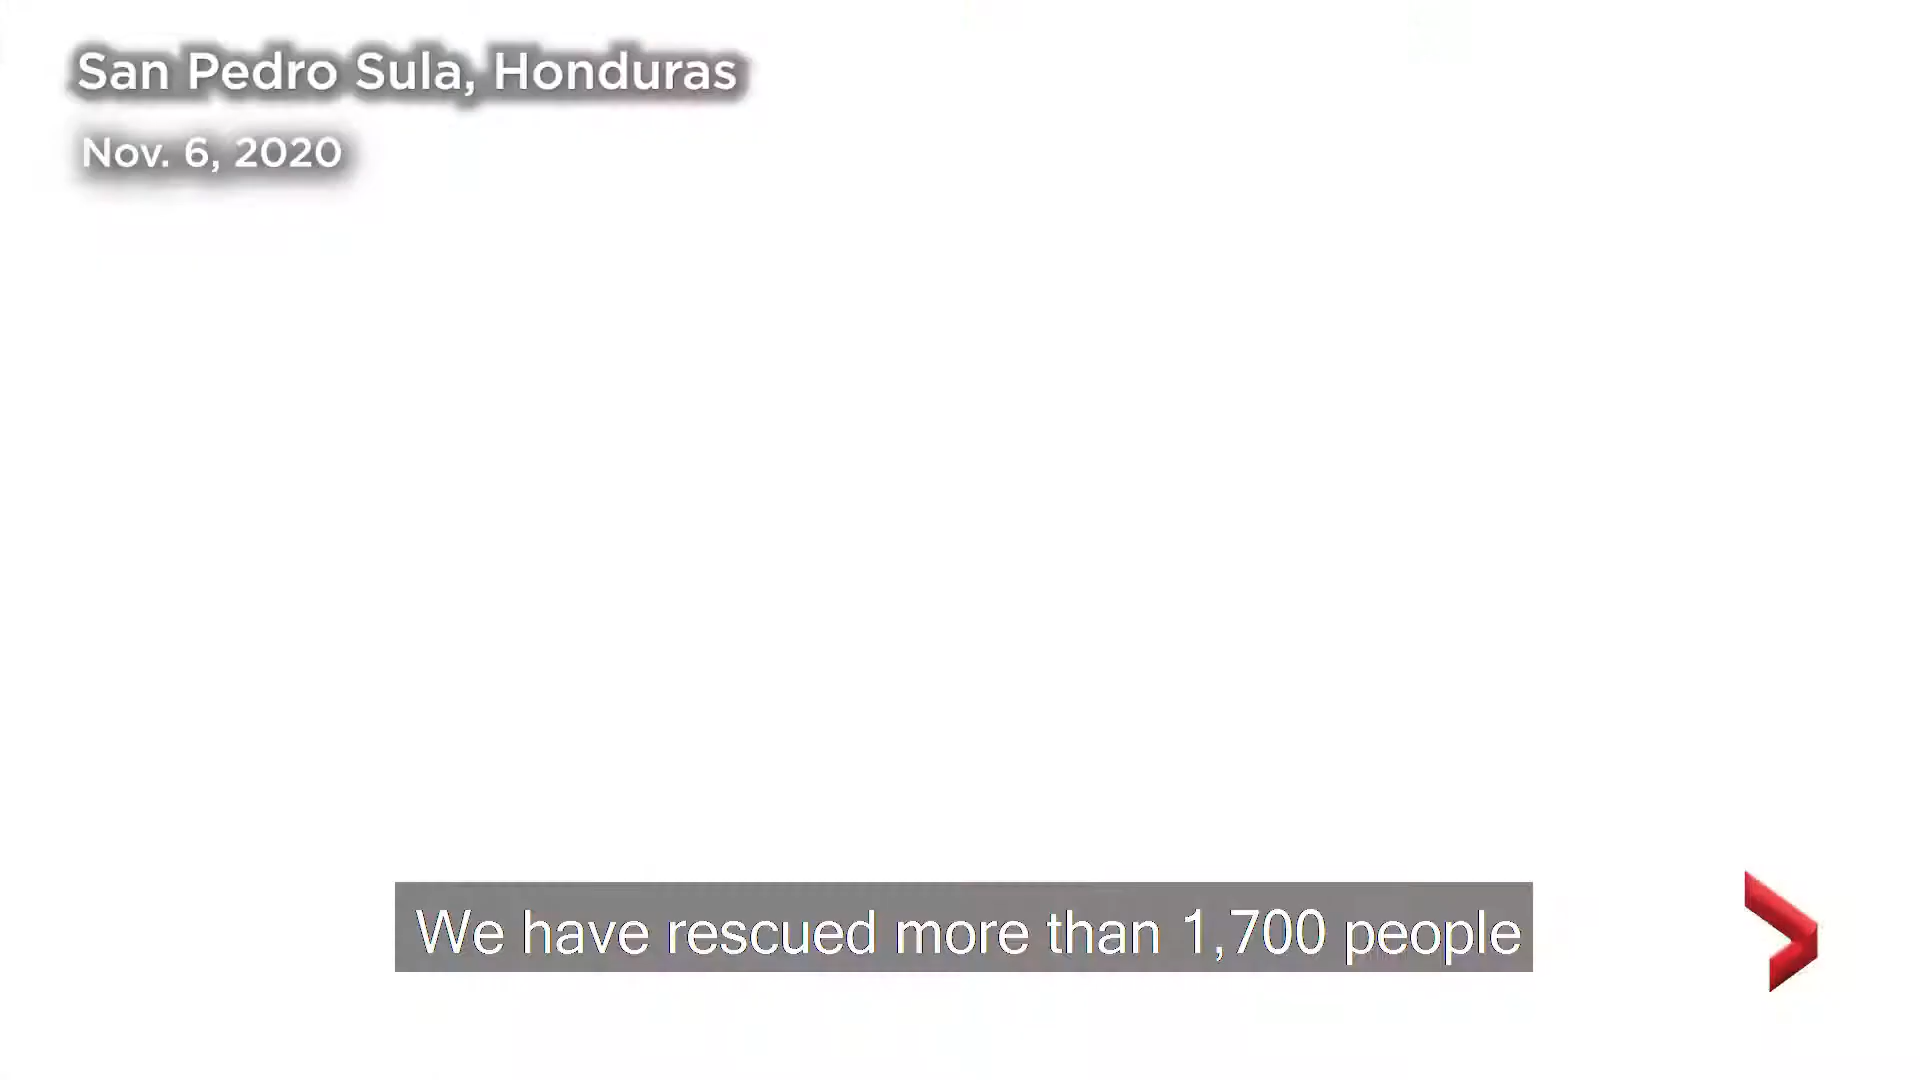 San Pedro Sula, Honduras
Nov. 6, 2020
We have rescued more than 1,700 people